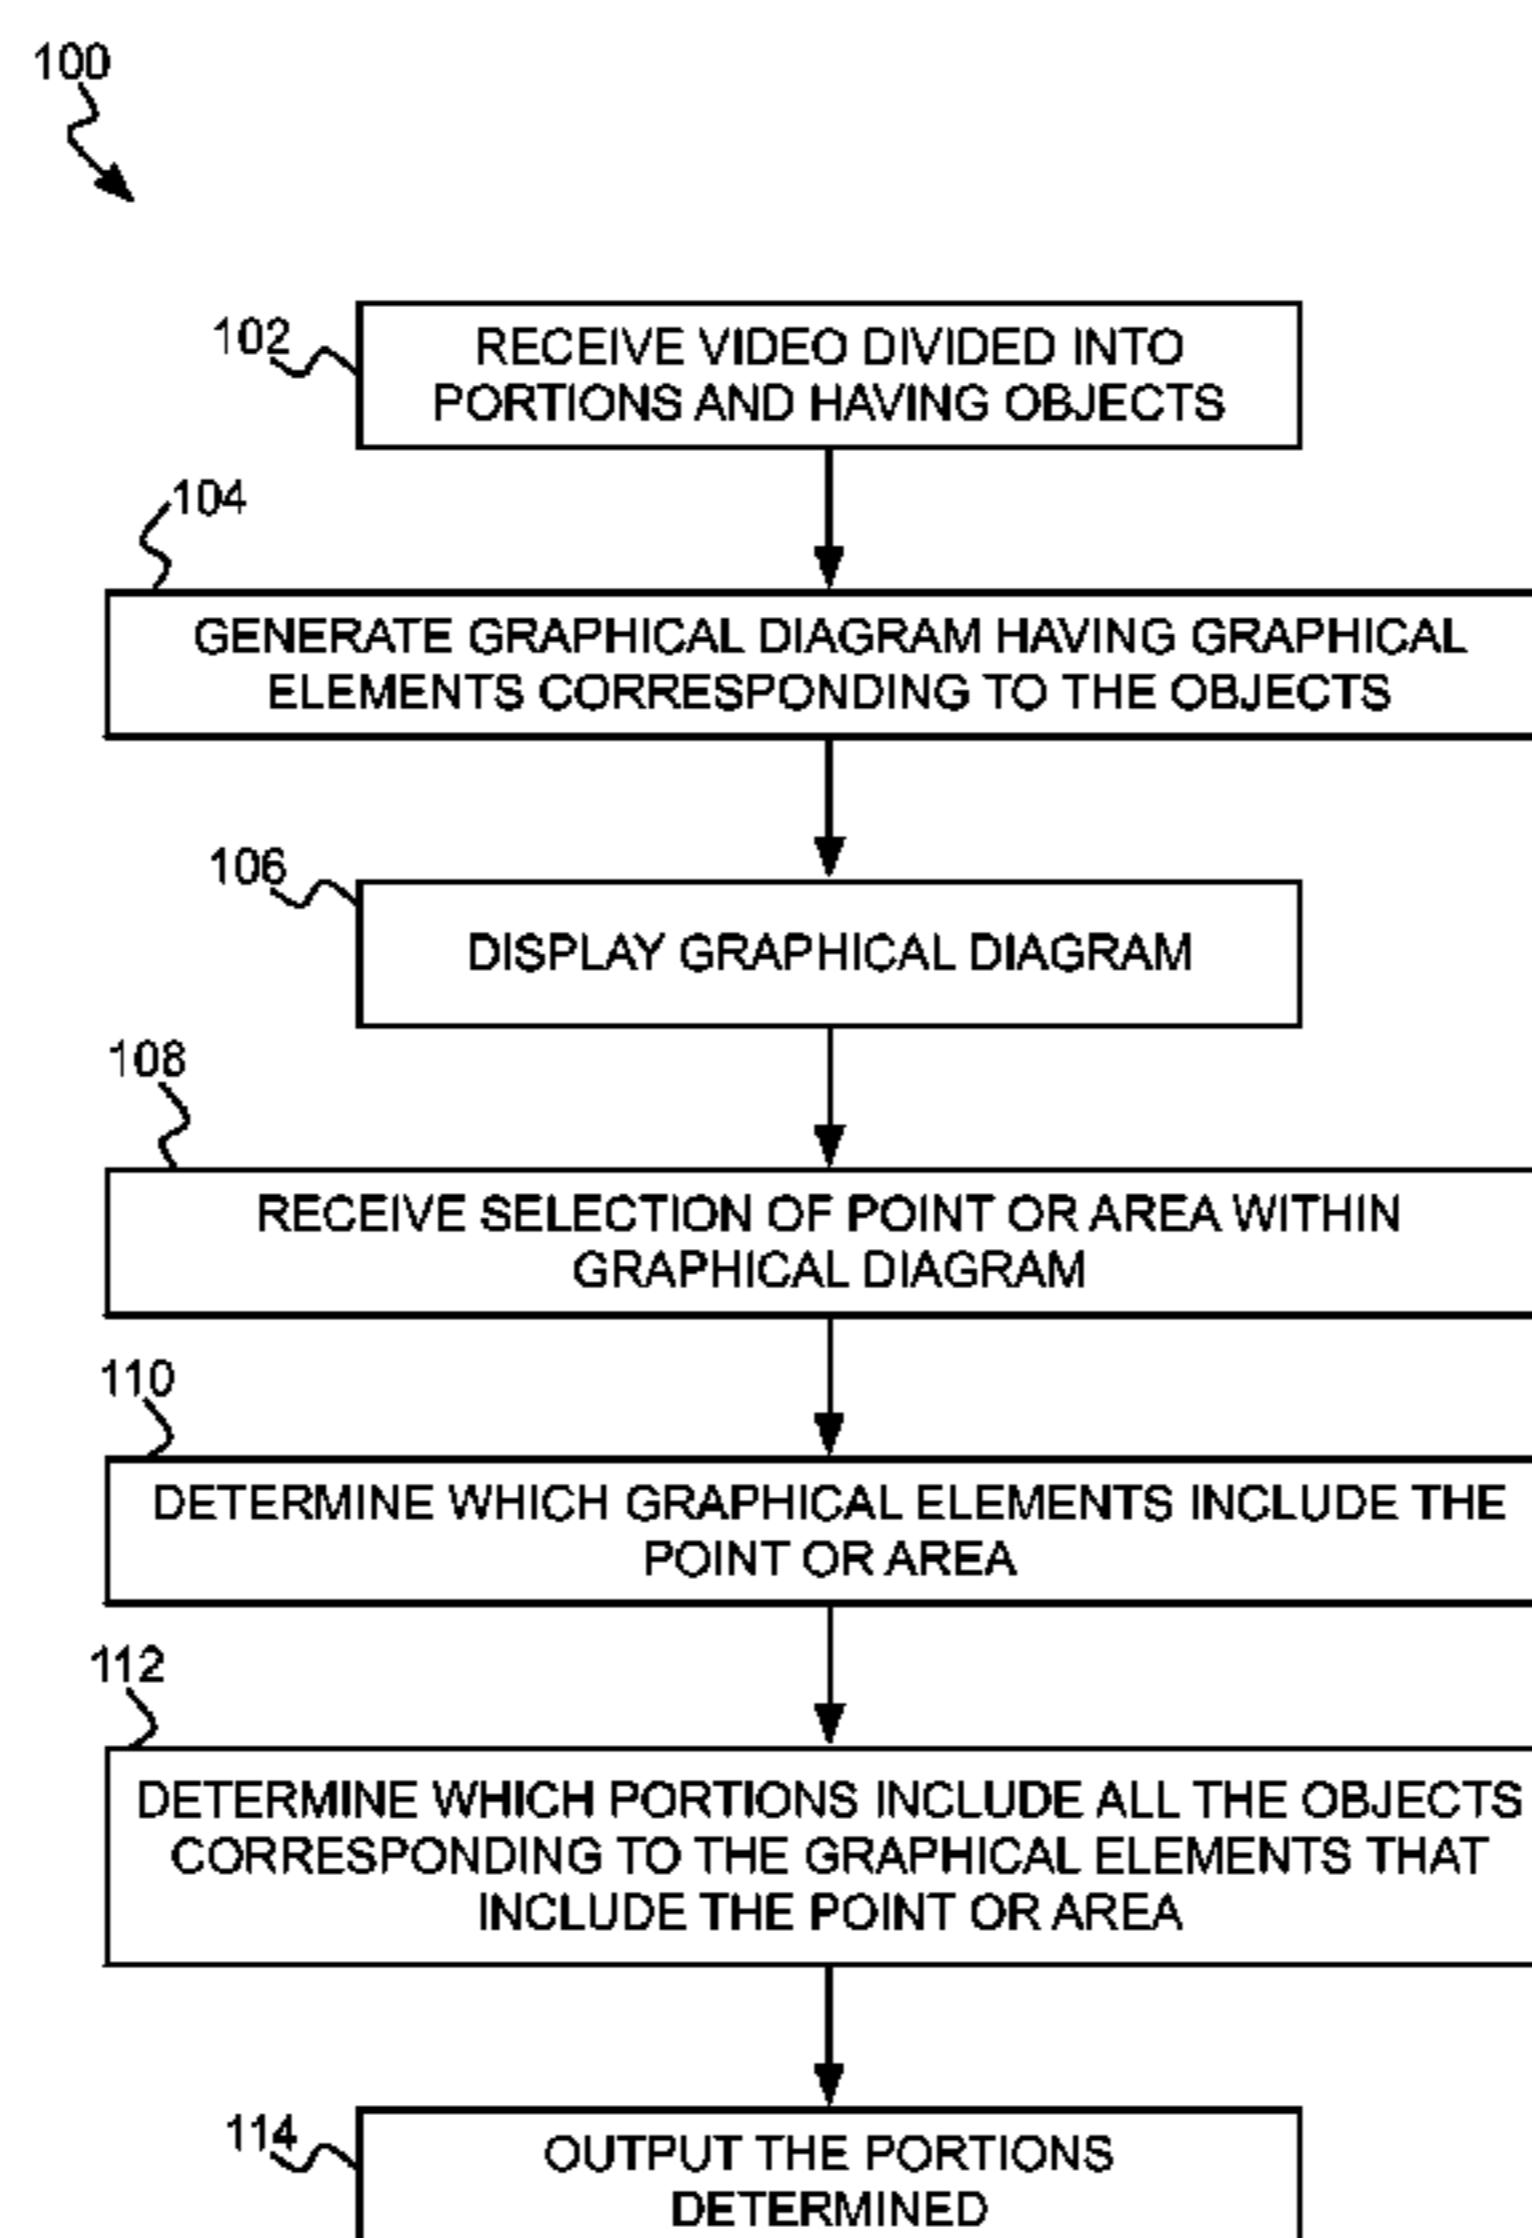 100
102
RECEIVE VIDEO DIVIDED INTO
PORTIONS AND HAVING OBJECTS
104
GENERATE GRAPHICAL DIAGRAM HAVING GRAPHICAL
ELEMENTS CORRESPONDING TO THE OBJECTS
106
DISPLAY GRAPHICAL DIAGRAM
108
RECEIVE SELECTION OF POINT OR AREA WITHIN
GRAPHICAL DIAGRAM
110
DETERMINE WHICH GRAPHICAL ELEMENTS INCLUDE THE
POINT OR AREA
112
DETERMINE WHICH PORTIONS INCLUDE ALL THE OBJECTS
CORRESPONDING TO THE GRAPHICAL ELEMENTS THAT
INCLUDE THE POINT OR AREA
114
OUTPUT THE PORTIONS
DETERMINED